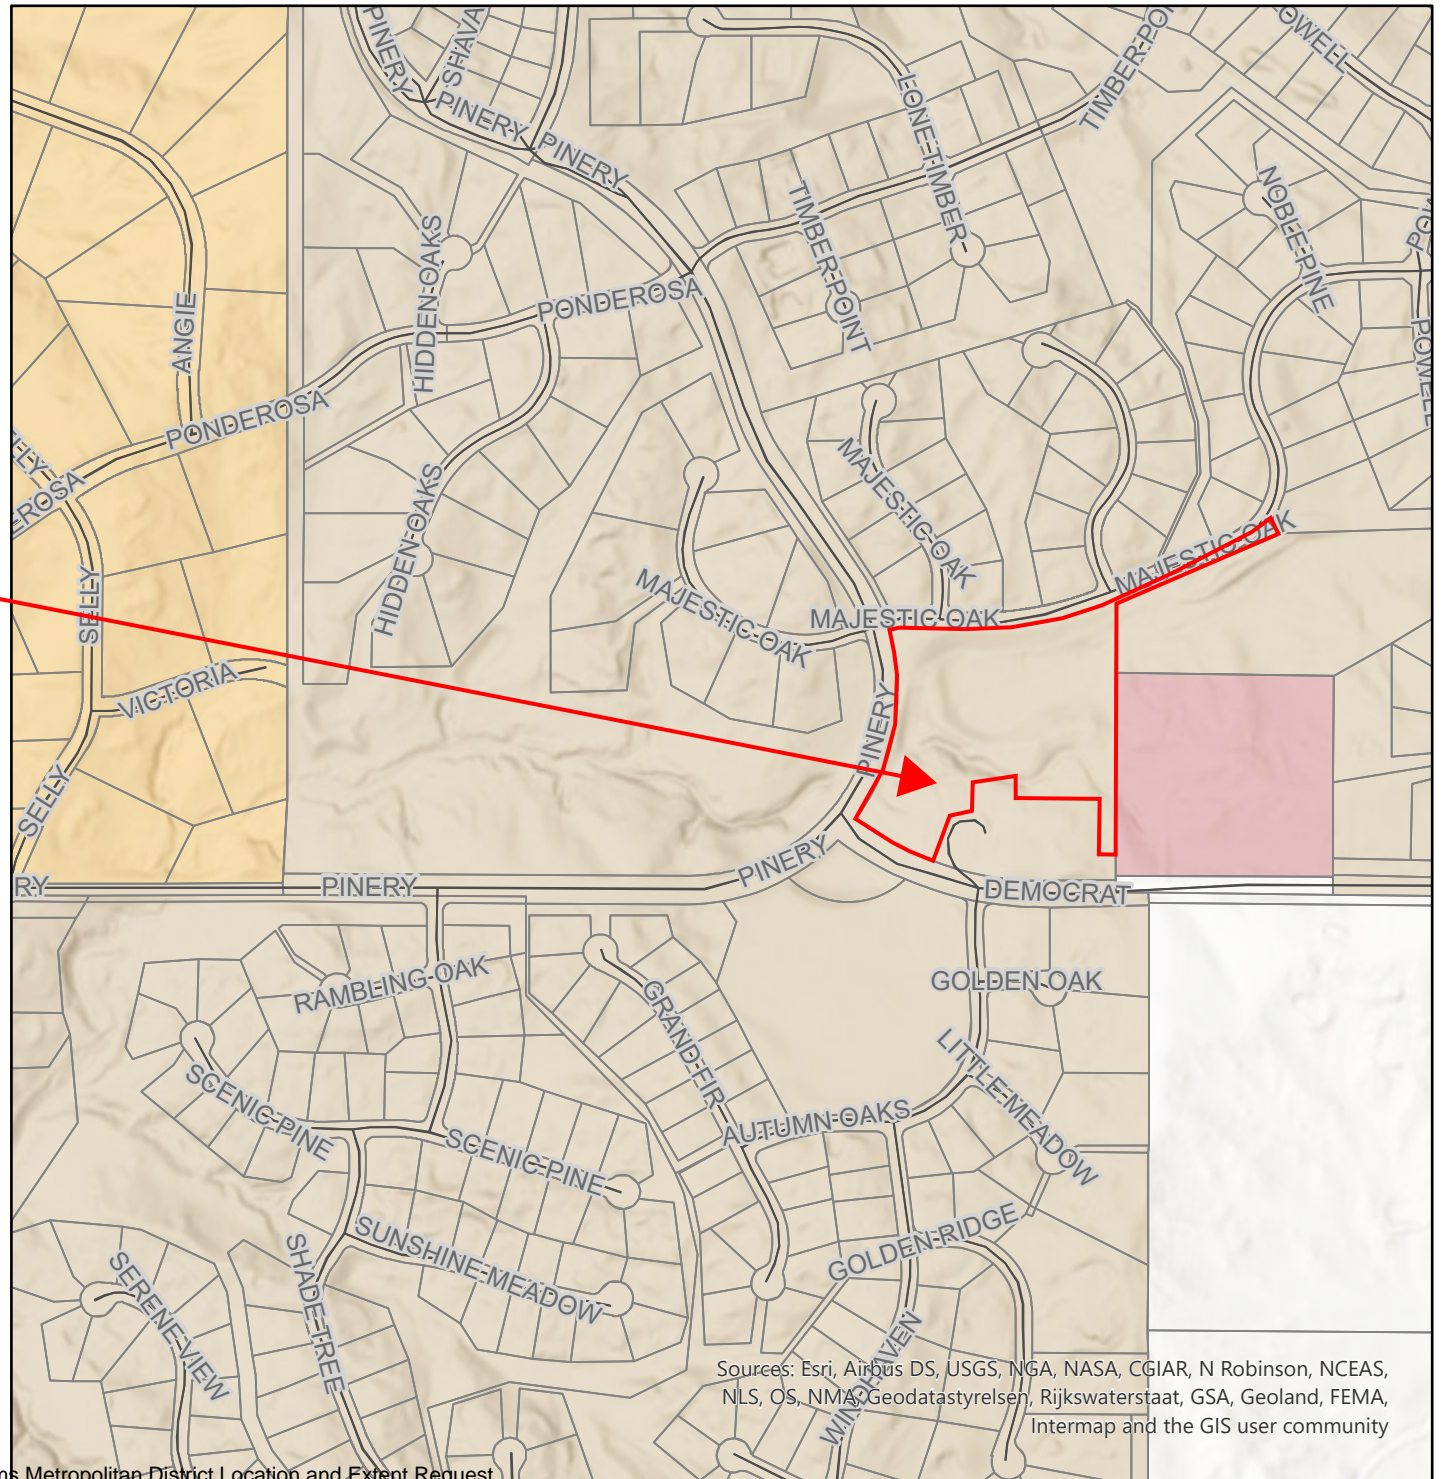 PINERY
SHAVA
PINERY
PINERY
LONE-TIMBER
TIMBER-POI
OWELL
NOBLE-PINE
POW
POWELL
HIDDEN-OAKS
TIMBER-POINT
PONDEROSA
ANGIE
PONDEROSA
EROSA
HIDDEN-OAKS
MAJESTIC-OAK
MAJESTIC-OAK
SELLY
MAJESTIC-OAK
MAJESTIC-OAK
VICTORIA
PINERY
SELLY
PINERY
RY
PINERY
DEMOCRAT
RAMBLING-OAK
GOLDEN-OAK
GRAND-FIR
LITTLE-MEADOW
SCENIC-PINE
AUTUMN-OAKS
SCENIC-PINE
GOLDEN-RIDGE
SUNSHINE-MEADOW
SHADE-TREE
SERENE-VIEW
WINDHAVEN
Sources: Esri, Airbus DS, USGS, NGA, NASA, CGIAR, N Robinson, NCEAS,
NLS, OS, NMA, Geodatastyrelsen, Rijkswaterstaat, GSA, Geoland, FEMA,
Intermap and the GIS user community
ns Metropolitan District Location and Extent Request